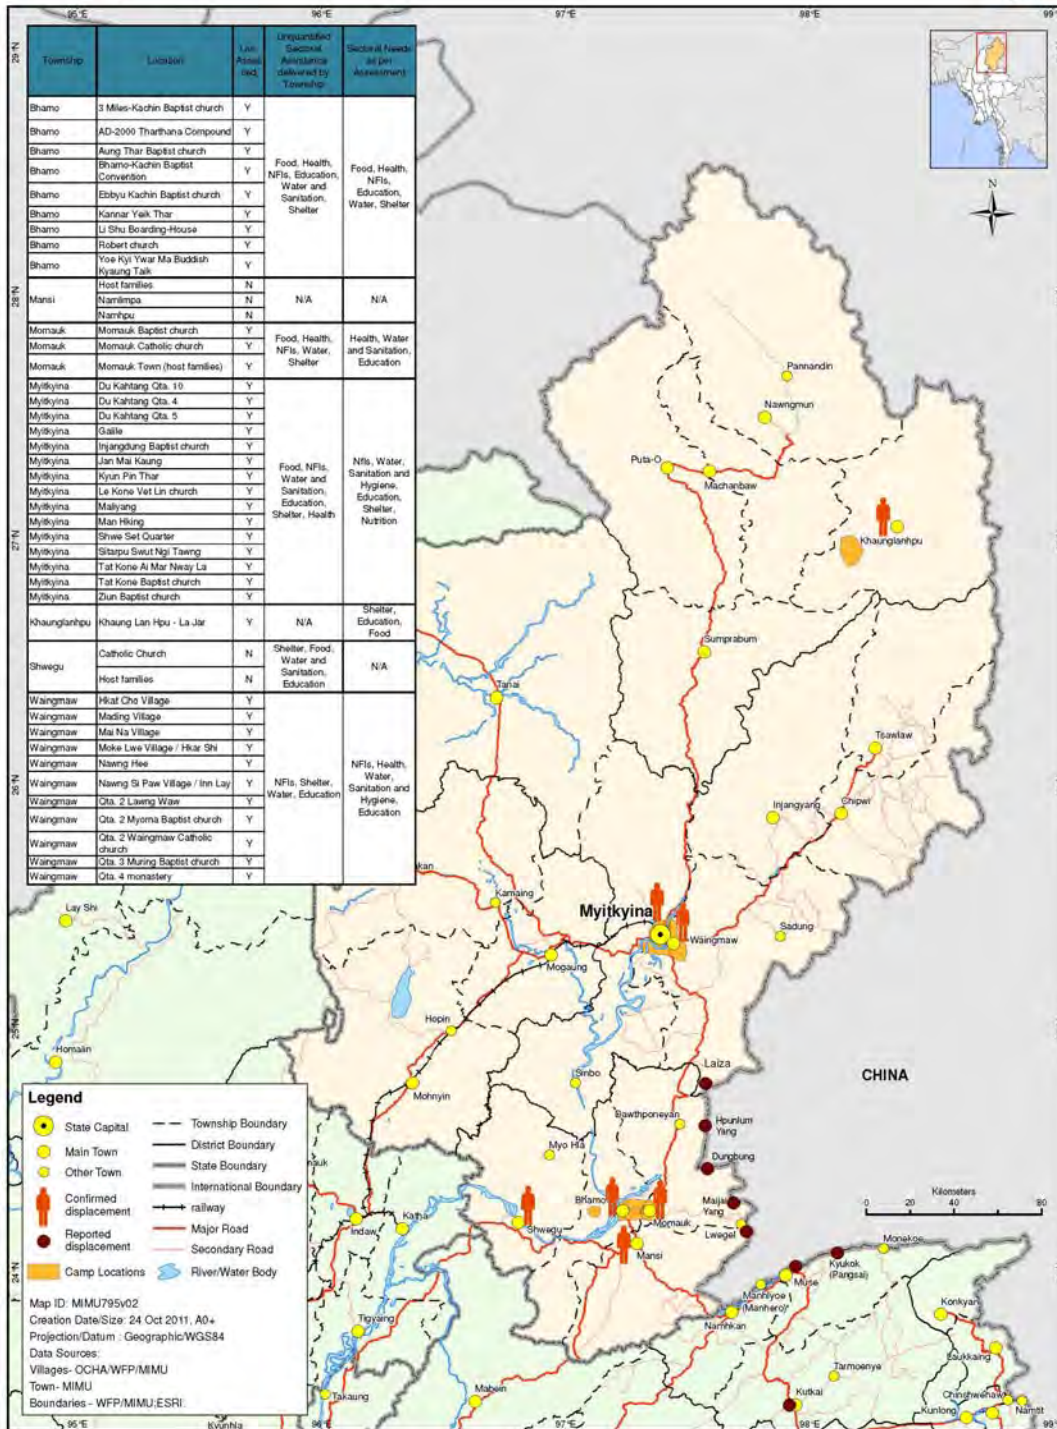 95°E 96°E 97°E 98°E 99°
29°N
28°N
27°N
26°N
25°N
24°N
Township Location Loc. Assessed Unquantified Sectoral Assistance delivered by Township Sectoral Needs as per Assessment
Bhamo 3 Miles-Kachin Baptist church Y
Bhamo AD-2000 Tharthana Compound Y
Bhamo Aung Thar Baptist church Y
Bhamo Bhamo-Kachin Baptist Convention Y
Bhamo Ebbyu Kachin Baptist church Y
Bhamo Kannar Yeik Thar Y
Bhamo Li Shu Boarding-House Y
Bhamo Robert church Y
Bhamo Yoe Kyi Ywar Ma Buddish Kyaung Taik Y
Food, Health, NFIs, Education, Water and Sanitation, Shelter
Food, Health, NFIs, Education, Water, Shelter
Mansi
Host families N
Namlimpa N
Namhpu N
N/A N/A
Momauk Momauk Baptist church Y
Momauk Momauk Catholic church Y
Momauk Momauk Town (host families) Y
Food, Health, NFIs, Water, Shelter
Health, Water and Sanitation, Education
Myitkyina Du Kahtang Qta. 10 Y
Myitkyina Du Kahtang Qta. 4 Y
Myitkyina Du Kahtang Qta. 5 Y
Myitkyina Galile Y
Myitkyina Injangdung Baptist church Y
Myitkyina Jan Mai Kaung Y
Myitkyina Kyun Pin Thar Y
Myitkyina Le Kone Vet Lin church Y
Myitkyina Maliyang Y
Myitkyina Man Hking Y
Myitkyina Shwe Set Quarter Y
Myitkyina Sitarpu Swut Ngi Tawng Y
Myitkyina Tat Kone Ai Mar Nway La Y
Myitkyina Tat Kone Baptist church Y
Myitkyina Ziun Baptist church Y
Food, NFIs, Water and Sanitation, Education, Shelter, Health
Nfis, Water, Sanitation and Hygiene, Education, Shelter, Nutrition
Khaunglanhpu Khaung Lan Hpu - La Jar Y N/A Shelter, Education, Food
Shwegu
Catholic Church N
Host families N
Shelter, Food, Water and Sanitation, Education
N/A
Waingmaw Hkat Cho Village Y
Waingmaw Mading Village Y
Waingmaw Mai Na Village Y
Waingmaw Moke Lwe Village / Hkar Shi Y
Waingmaw Nawng Hee Y
Waingmaw Nawng Si Paw Village / Inn Lay Y
Waingmaw Qta. 2 Lawng Waw Y
Waingmaw Qta. 2 Myoma Baptist church Y
Waingmaw Qta. 2 Waingmaw Catholic church Y
Waingmaw Qta. 3 Muring Baptist church Y
Waingmaw Qta. 4 monastery Y
NFIs, Shelter, Water, Education
NFIs, Health, Water, Sanitation and Hygiene, Education
N
Pannandin
Nawngmun
Puta-O
Machanbaw
Khaunglanhpu
Sumprabum
Tanai
Tsawlaw
Injangyang
Chipwi
kan
Kamaing
Lay Shi
Myitkyina
Waingmaw
Sadung
Mogaung
Hopin
Homalin
Laiza
CHINA
Mohnyin
Sinbo
Dawthponeyan
Hpunlum Yang
Myo Hla
Dungbung
Bhamo
Maijai Yang
Shwegu
Momauk
Lwegel
Mansi
Indaw
Katha
mauk
Monekoe
Kyukok (Pangsai)
Muse
Manhlyoe (Manhero)
Namhkan
Konkyan
Laukkaing
Tarmoenye
Tigyaing
Takaung
Mabein
Kutkai
Chinshwehaw
Kunlong
Namtit
Kyunhla
Kilometers
0 40 80
Legend
State Capital
Main Town
Other Town
Confirmed displacement
Reported displacement
Camp Locations
Township Boundary
District Boundary
State Boundary
International Boundary
railway
Major Road
Secondary Road
River/Water Body
Map ID: MIMU795v02
Creation Date/Size: 24 Oct 2011, A0+
Projection/Datum : Geographic/WGS84
Data Sources:
Villages- OCHA/WFP/MIMU
Town- MIMU
Boundaries - WFP/MIMU;ESRI.
95°E 96°E 98°E 99°